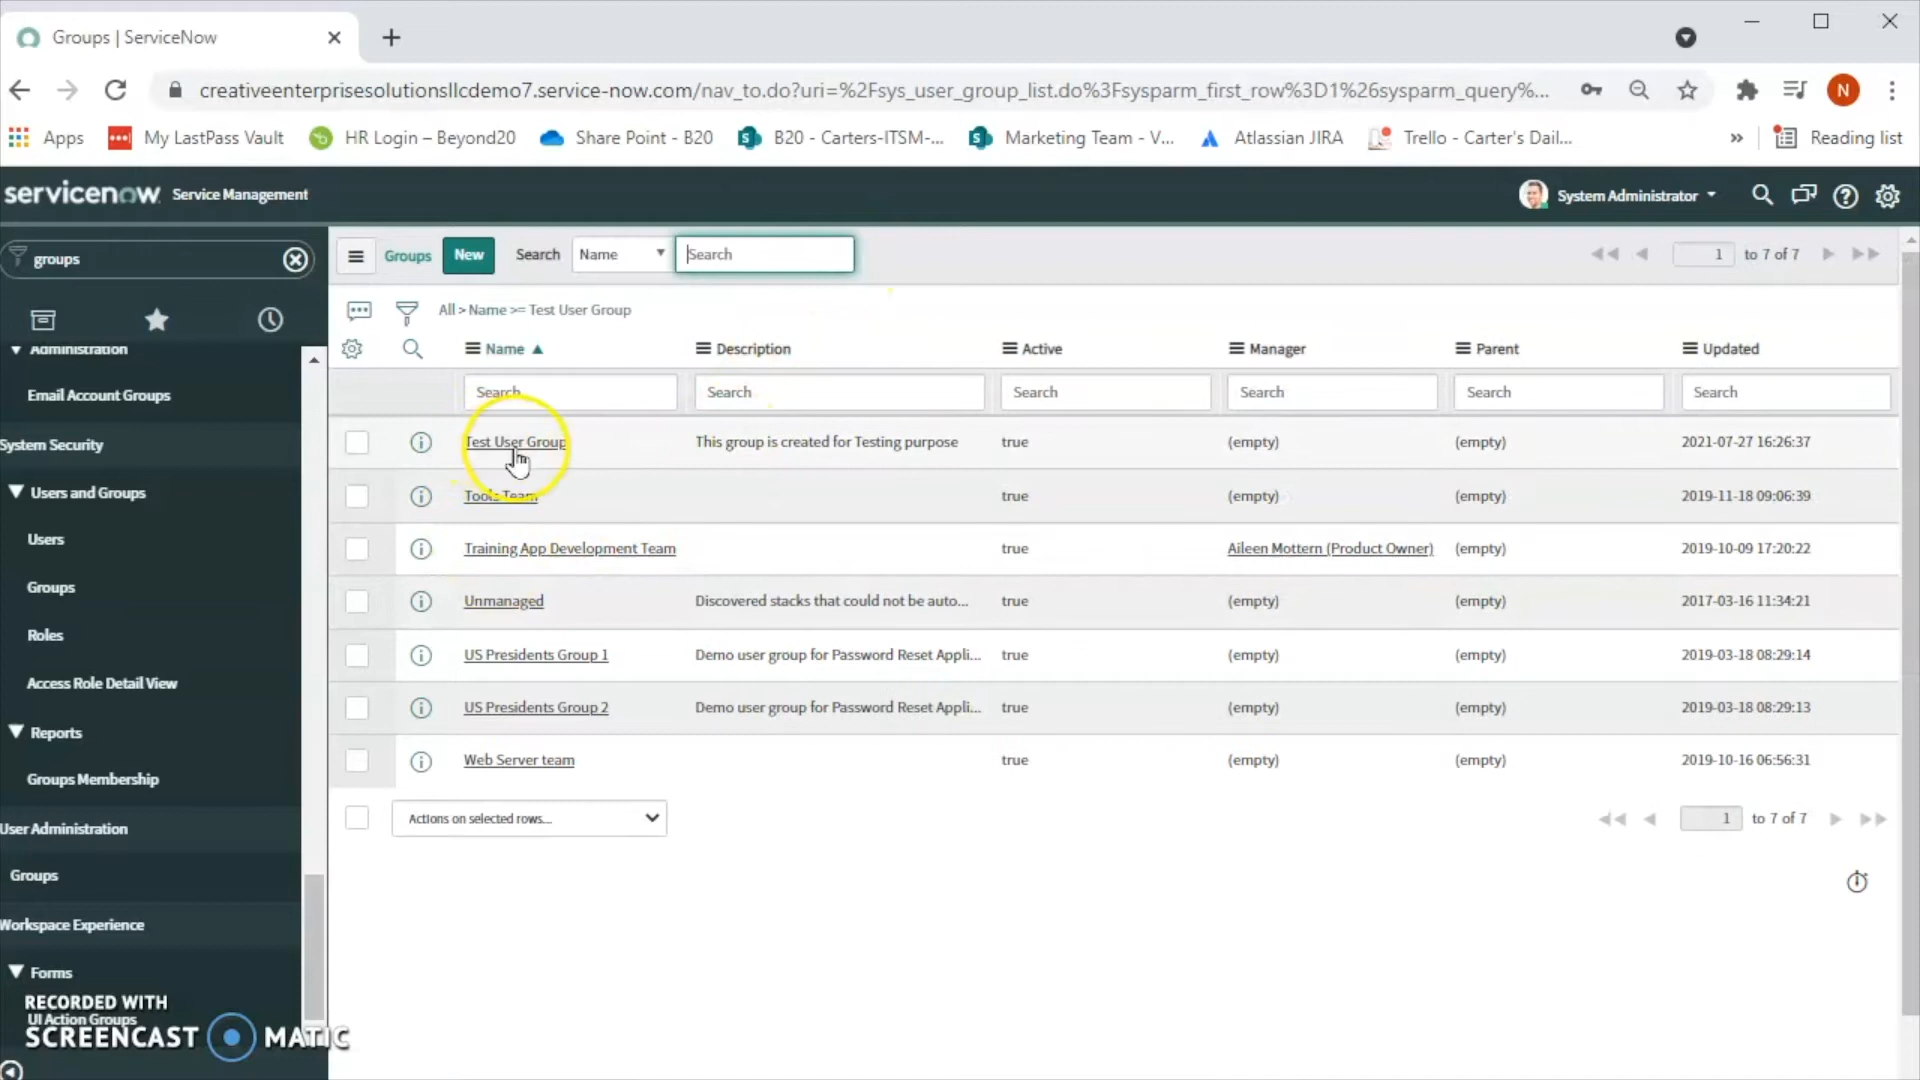 Groups | ServiceNow
creativeenterprisesolutionsllcdemo7.service-now.com/nav_to.do?uri=%2Fsys_user_group_list.do%3Fsysparm_first_row%3D1%26sysparm_query%...
N
Apps My LastPass Vault HR Login – Beyond20 Share Point - B20 B20 - Carters-ITSM-... Marketing Team - V... Atlassian JIRA Trello - Carter's Dail... » Reading list
servicenow Service Management System Administrator
groups
Groups New Search Name Search 1 to 7 of 7
All > Name >= Test User Group
Name Description Active Manager Parent Updated
Search Search Search Search Search Search
Test User Group This group is created for Testing purpose true (empty) (empty) 2021-07-27 16:26:37
Tools Team true (empty) (empty) 2019-11-18 09:06:39
Training App Development Team true Aileen Mottern (Product Owner) (empty) 2019-10-09 17:20:22
Unmanaged Discovered stacks that could not be auto... true (empty) (empty) 2017-03-16 11:34:21
US Presidents Group 1 Demo user group for Password Reset Appli... true (empty) (empty) 2019-03-18 08:29:14
US Presidents Group 2 Demo user group for Password Reset Appli... true (empty) (empty) 2019-03-18 08:29:13
Web Server team true (empty) (empty) 2019-10-16 06:56:31
Actions on selected rows... 1 to 7 of 7
Administration
Email Account Groups
System Security
Users and Groups
Users
Groups
Roles
Access Role Detail View
Reports
Groups Membership
User Administration
Groups
Workspace Experience
Forms
UI Action Groups
RECORDED WITH
SCREENCAST MATIC